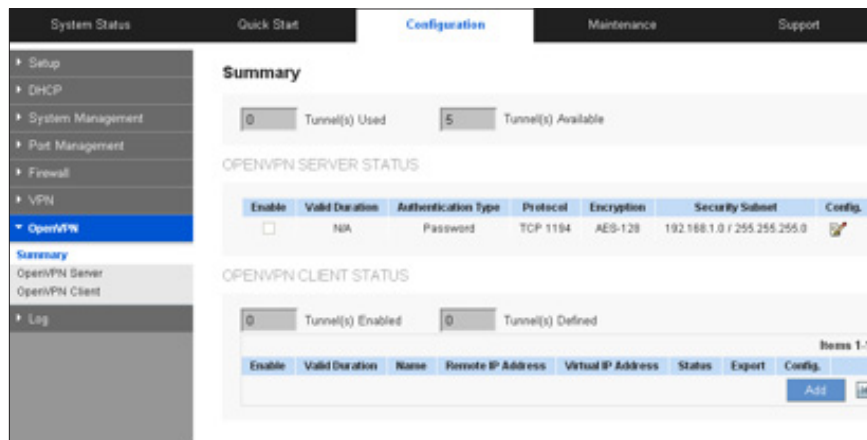 System Status Quick Start Configuration Maintenance Support
Setup
DHCP
System Management
Port Management
Firewall
VPN
OpenVPN
Summary
OpenVPN Server
OpenVPN Client
Log
Summary
0 Tunnel(s) Used 5 Tunnel(s) Available
OPENVPN SERVER STATUS
Enable Valid Duration Authentication Type Protocol Encryption Security Subnet Config.
N/A Password TCP 1194 AES-128 192.168.1.0 / 255.255.255.0
OPENVPN CLIENT STATUS
0 Tunnel(s) Enabled 0 Tunnel(s) Defined
Items 1-
Enable Valid Duration Name Remote IP Address Virtual IP Address Status Export Config.
Add